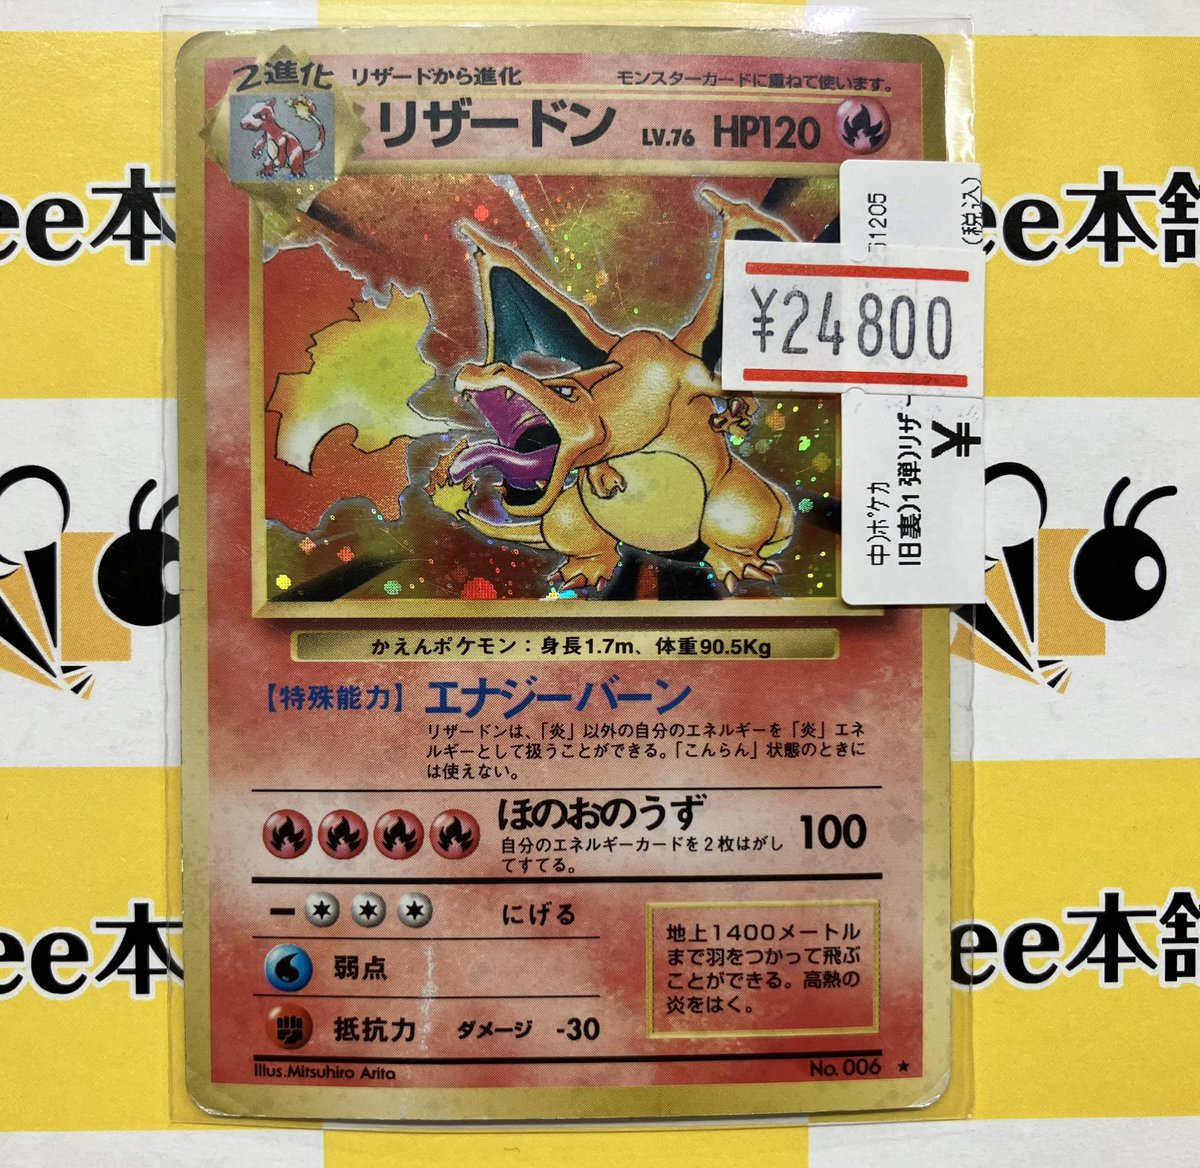 2進化
リザードから進化
モンスターカードに重ねて使います。
リザードン LV.76 HP120
51205
(税込)
¥24800
¥
中)ポケカ
旧裏)1弾)リザー
かえんポケモン：身長1.7m、体重90.5Kg
【特殊能力】エナジーバーン
リザードンは、「炎」以外の自分のエネルギーを「炎」エネ
ルギーとして扱うことができる。「こんらん」状態のときに
は使えない。
ほのおのうず 100
自分のエネルギーカードを2枚はがし
てすてる。
にげる
弱点
抵抗力 ダメージ -30
地上1400メートル
まで羽をつかって飛ぶ
ことができる。高熱の
炎をはく。
Illus.Mitsuhiro Arita
No. 006 ★
ee本
ee本舗
ee本
ee本舗